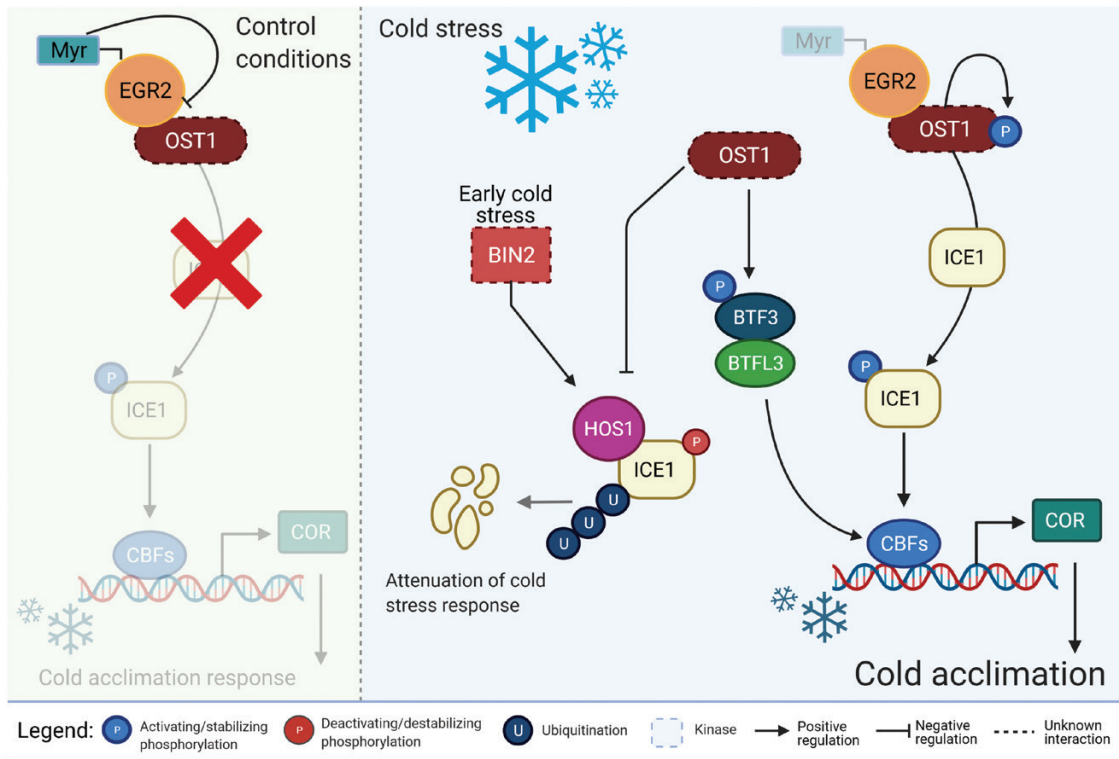 Control
conditions
Myr
EGR2
OST1
ICE1
P
ICE1
CBFs
COR
Cold acclimation response
Cold stress
Myr
EGR2
OST1
P
OST1
Early cold
stress
BIN2
ICE1
P
BTF3
BTFL3
P
ICE1
HOS1
P
ICE1
U
U
U
Attenuation of cold
stress response
CBFs
COR
Cold acclimation
Legend:
P
Activating/stabilizing
phosphorylation
P
Deactivating/destabilizing
phosphorylation
U
Ubiquitination
Kinase
Positive
regulation
Negative
regulation
Unknown
interaction